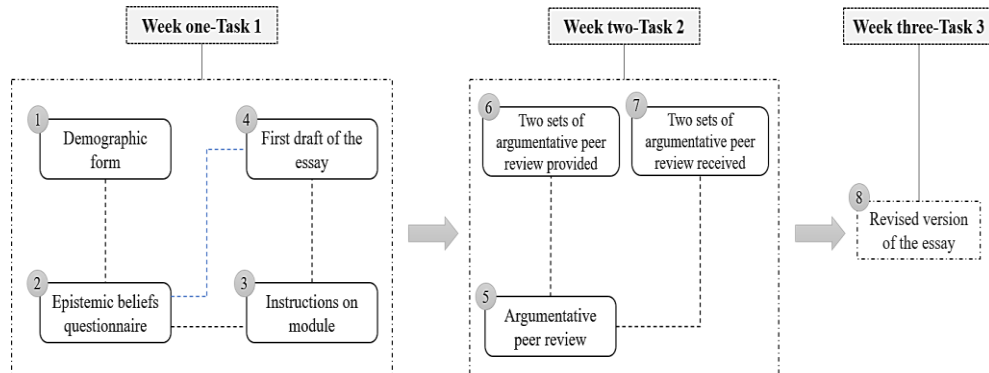 Week one-Task 1
1
Demographic
form
4
First draft of the
essay
2
Epistemic beliefs
questionnaire
3
Instructions on
module
Week two-Task 2
6
Two sets of
argumentative peer
review provided
7
Two sets of
argumentative peer
review received
5
Argumentative
peer review
Week three-Task 3
8
Revised version
of the essay